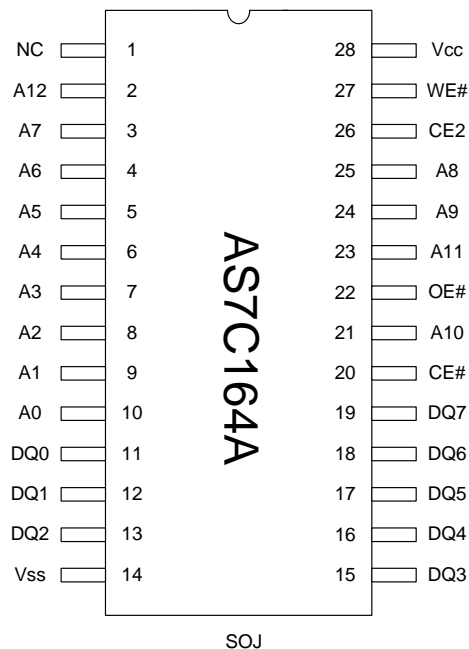 NC 1 28 Vcc
A12 2 27 WE#
A7 3 26 CE2
A6 4 25 A8
A5 5 24 A9
A4 6 23 A11
A3 7 22 OE#
A2 8 21 A10
A1 9 20 CE#
A0 10 19 DQ7
DQ0 11 18 DQ6
DQ1 12 17 DQ5
DQ2 13 16 DQ4
Vss 14 15 DQ3
AS7C164A
SOJ